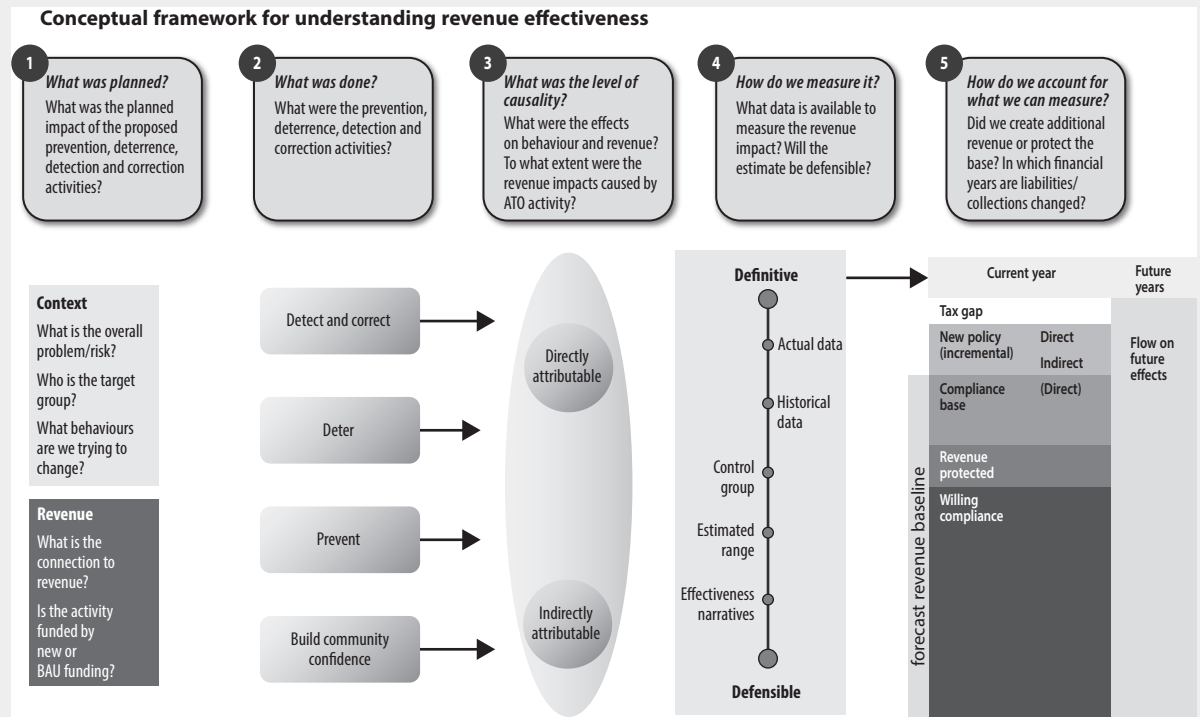 Conceptual framework for understanding revenue effectiveness
1
What was planned?
What was the planned
impact of the proposed
prevention, deterrence,
detection and correction
activities?
2
What was done?
What were the prevention,
deterrence, detection and
correction activities?
3
What was the level of
causality?
What were the effects
on behaviour and revenue?
To what extent were the
revenue impacts caused by
ATO activity?
4
How do we measure it?
What data is available to
measure the revenue
impact? Will the
estimate be defensible?
5
How do we account for
what we can measure?
Did we create additional
revenue or protect the
base? In which financial
years are liabilities/
collections changed?
Context
What is the overall
problem/risk?
Who is the target
group?
What behaviours
are we trying to
change?
Revenue
What is the
connection to
revenue?
Is the activity
funded by
new or
BAU funding?
Detect and correct
Deter
Prevent
Build community
confidence
Directly
attributable
Indirectly
attributable
Definitive
Actual data
Historical
data
Control
group
Estimated
range
Effectiveness
narratives
Defensible
Current year
Future
years
Tax gap
New policy
(incremental)
Direct
Indirect
Compliance
base
(Direct)
Revenue
protected
Willing
compliance
forecast revenue baseline
Flow on
future
effects